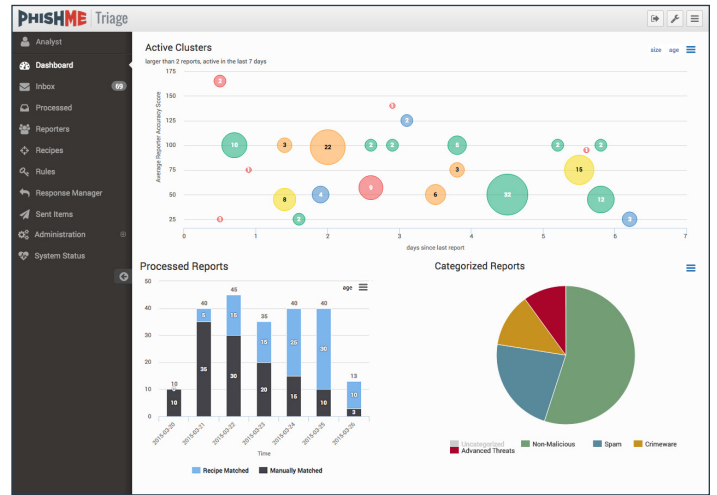 PHISHME Triage
Analyst
Dashboard
Inbox 69
Processed
Reporters
Recipes
Rules
Response Manager
Sent Items
Administration
System Status
Active Clusters
larger than 2 reports, active in the last 7 days
size age
Average Reporter Accuracy Score
175
150
125
100
75
50
25
0 1 2 3 4 5 6 7
days since last report
2
2
10 3 22 2 2 5 2 2
3 15
8 4 9 6 33 13
2 2
Processed Reports
age
50
40
30
20
10
0
10 40 45 35 40 40 13
6 15 15 25 30 10
10 35 30 20 15 10 3
2015-03-20 2015-03-21 2015-03-22 2015-03-23 2015-03-24 2015-03-25 2015-03-26
Time
Recipe Matched Manually Matched
Categorized Reports
Uncategorized Non-Malicious Spam Crimeware
Advanced Threats